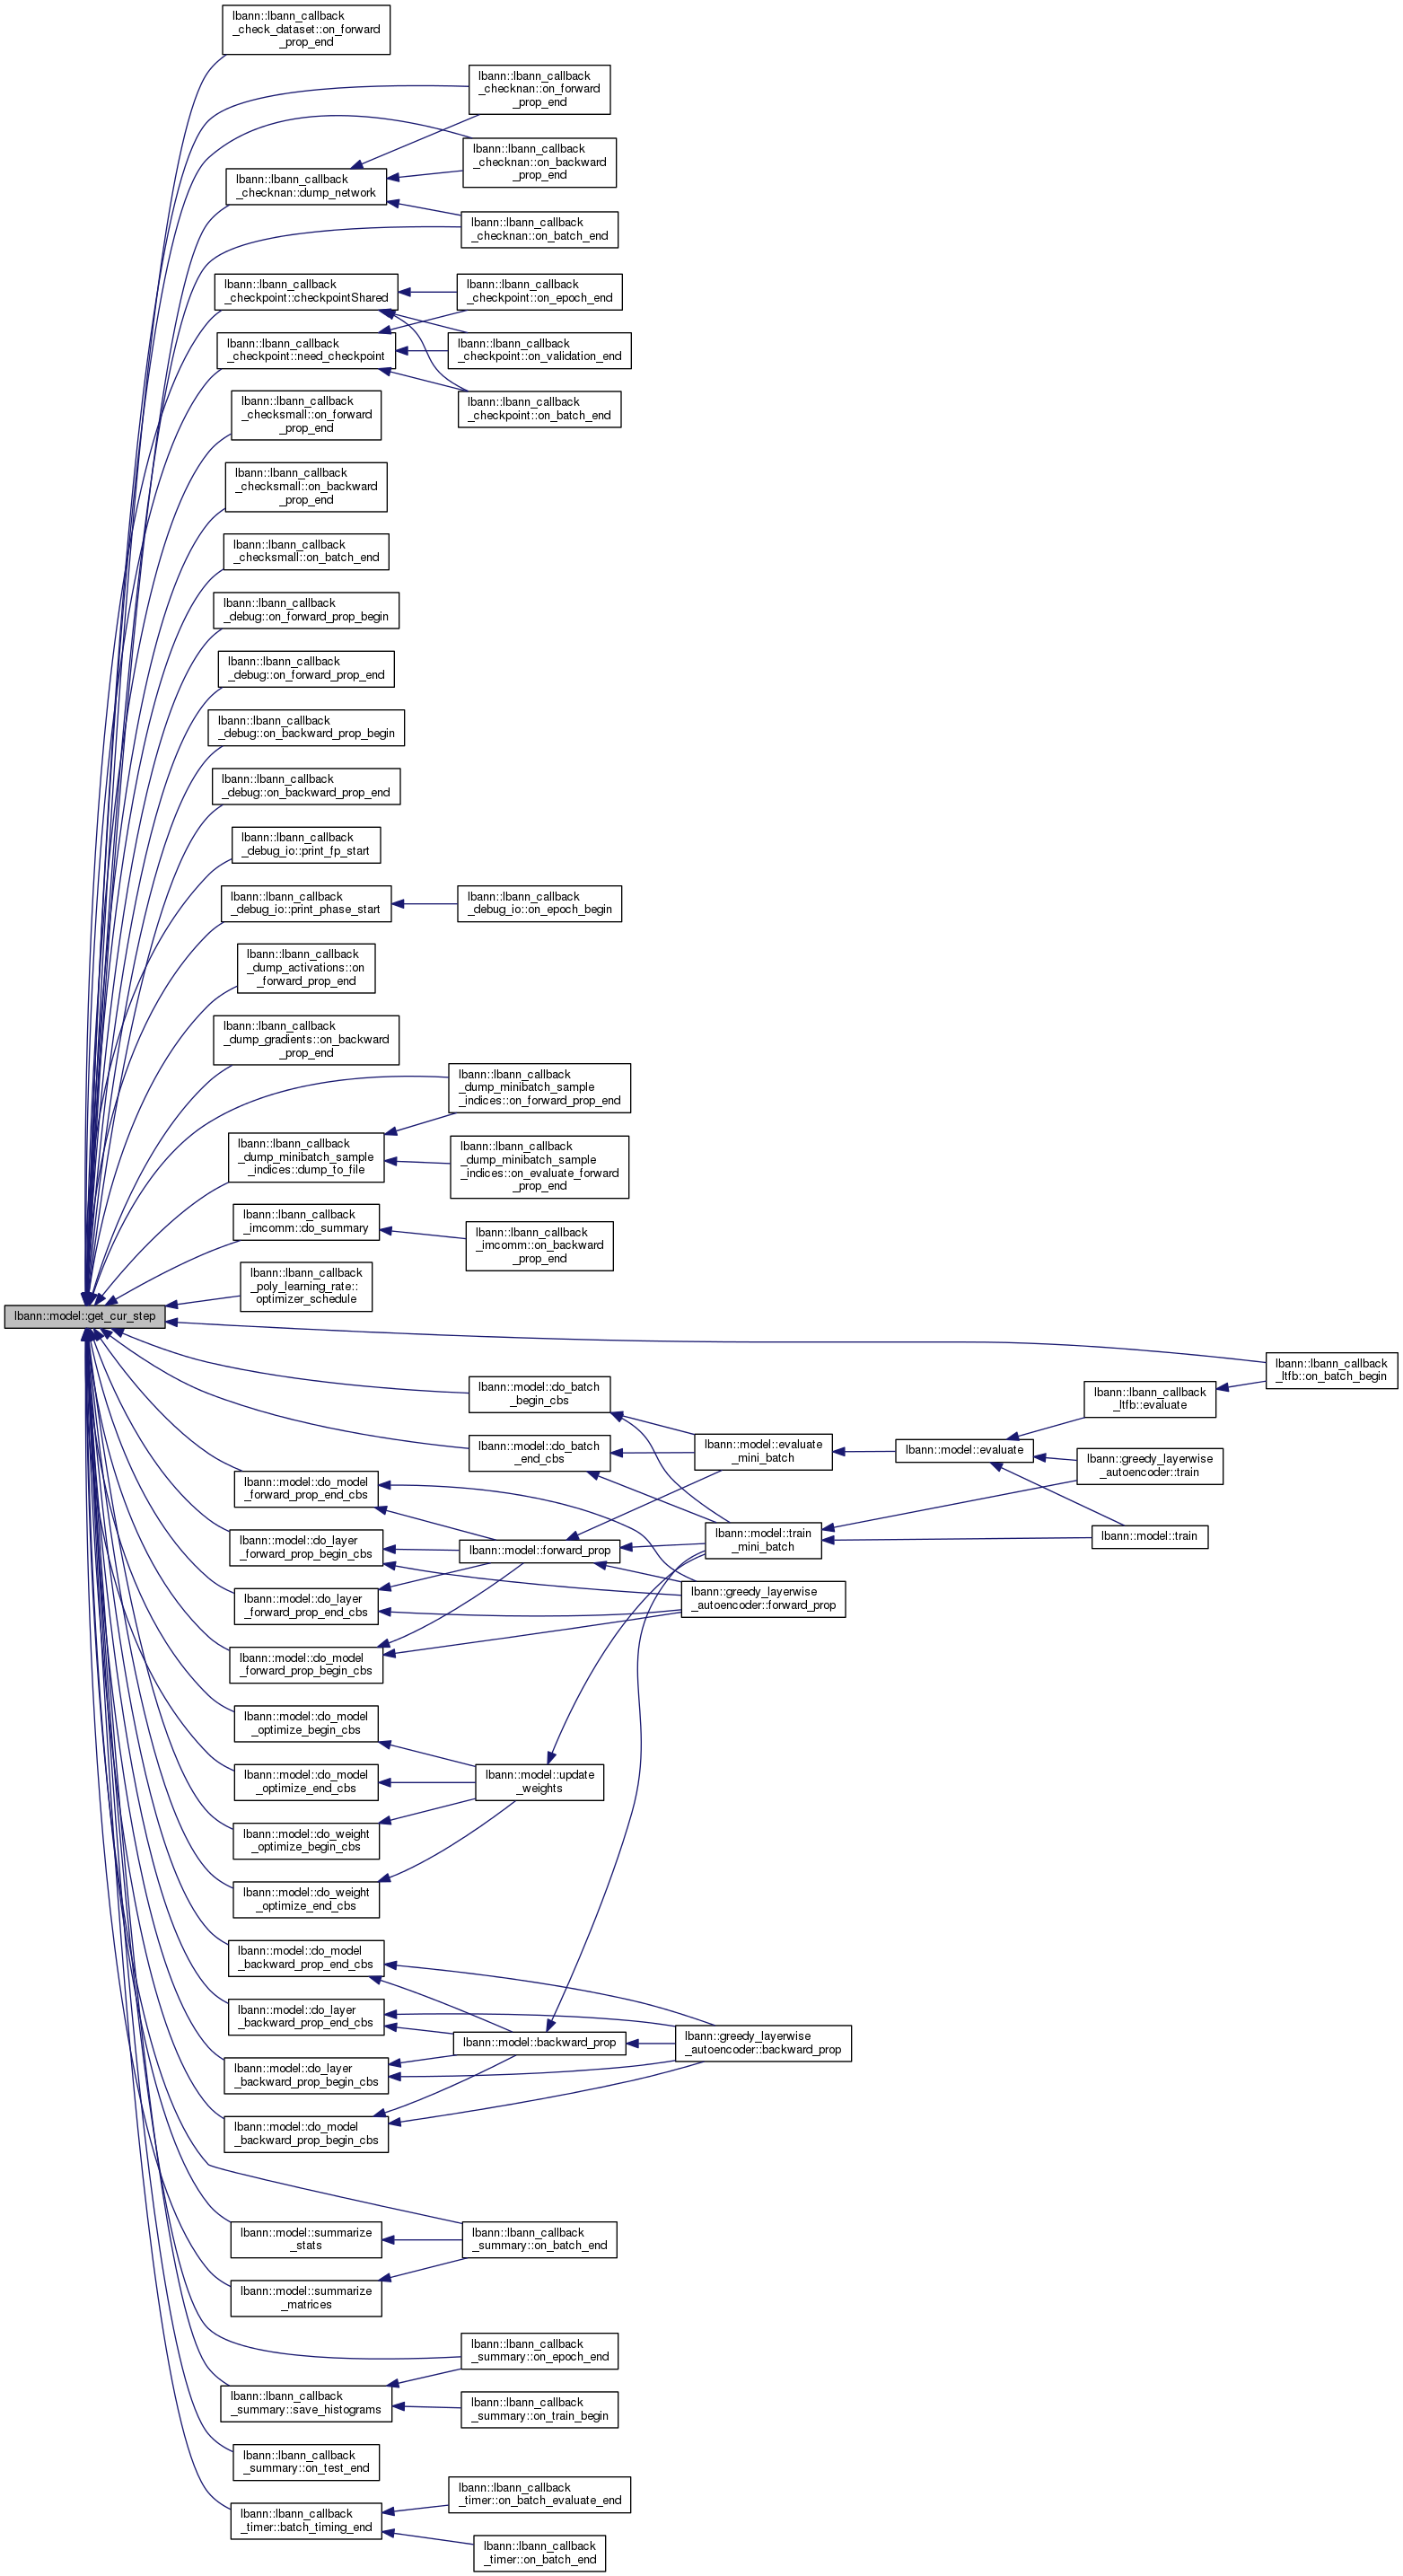 lbann::lbann_callback
_check_dataset::on_forward
_prop_end
lbann::lbann_callback
_checknan::on_forward
_prop_end
lbann::lbann_callback
_checknan::on_backward
_prop_end
lbann::lbann_callback
_checknan::dump_network
lbann::lbann_callback
_checknan::on_batch_end
lbann::lbann_callback
_checkpoint::checkpointShared
lbann::lbann_callback
_checkpoint::on_epoch_end
lbann::lbann_callback
_checkpoint::need_checkpoint
lbann::lbann_callback
_checkpoint::on_validation_end
lbann::lbann_callback
_checkpoint::on_batch_end
lbann::lbann_callback
_checksmall::on_forward
_prop_end
lbann::lbann_callback
_checksmall::on_backward
_prop_end
lbann::lbann_callback
_checksmall::on_batch_end
lbann::lbann_callback
_debug::on_forward_prop_begin
lbann::lbann_callback
_debug::on_forward_prop_end
lbann::lbann_callback
_debug::on_backward_prop_begin
lbann::lbann_callback
_debug::on_backward_prop_end
lbann::lbann_callback
_debug_io::print_fp_start
lbann::lbann_callback
_debug_io::print_phase_start
lbann::lbann_callback
_debug_io::on_epoch_begin
lbann::lbann_callback
_dump_activations::on
_forward_prop_end
lbann::lbann_callback
_dump_gradients::on_backward
_prop_end
lbann::lbann_callback
_dump_minibatch_sample
_indices::on_forward_prop_end
lbann::lbann_callback
_dump_minibatch_sample
_indices::dump_to_file
lbann::lbann_callback
_dump_minibatch_sample
_indices::on_evaluate_forward
_prop_end
lbann::lbann_callback
_imcomm::do_summary
lbann::lbann_callback
_imcomm::on_backward
_prop_end
lbann::lbann_callback
_poly_learning_rate::
optimizer_schedule
lbann::model::get_cur_step
lbann::lbann_callback
_ltfb::on_batch_begin
lbann::model::do_batch
_begin_cbs
lbann::lbann_callback
_ltfb::evaluate
lbann::model::do_batch
_end_cbs
lbann::model::evaluate
_mini_batch
lbann::model::evaluate
lbann::greedy_layerwise
_autoencoder::train
lbann::model::do_model
_forward_prop_end_cbs
lbann::model::train
_mini_batch
lbann::model::train
lbann::model::do_layer
_forward_prop_begin_cbs
lbann::model::forward_prop
lbann::model::do_layer
_forward_prop_end_cbs
lbann::greedy_layerwise
_autoencoder::forward_prop
lbann::model::do_model
_forward_prop_begin_cbs
lbann::model::do_model
_optimize_begin_cbs
lbann::model::do_model
_optimize_end_cbs
lbann::model::update
_weights
lbann::model::do_weight
_optimize_begin_cbs
lbann::model::do_weight
_optimize_end_cbs
lbann::model::do_model
_backward_prop_end_cbs
lbann::model::do_layer
_backward_prop_end_cbs
lbann::model::backward_prop
lbann::greedy_layerwise
_autoencoder::backward_prop
lbann::model::do_layer
_backward_prop_begin_cbs
lbann::model::do_model
_backward_prop_begin_cbs
lbann::model::summarize
_stats
lbann::lbann_callback
_summary::on_batch_end
lbann::model::summarize
_matrices
lbann::lbann_callback
_summary::on_epoch_end
lbann::lbann_callback
_summary::save_histograms
lbann::lbann_callback
_summary::on_train_begin
lbann::lbann_callback
_summary::on_test_end
lbann::lbann_callback
_timer::on_batch_evaluate_end
lbann::lbann_callback
_timer::batch_timing_end
lbann::lbann_callback
_timer::on_batch_end